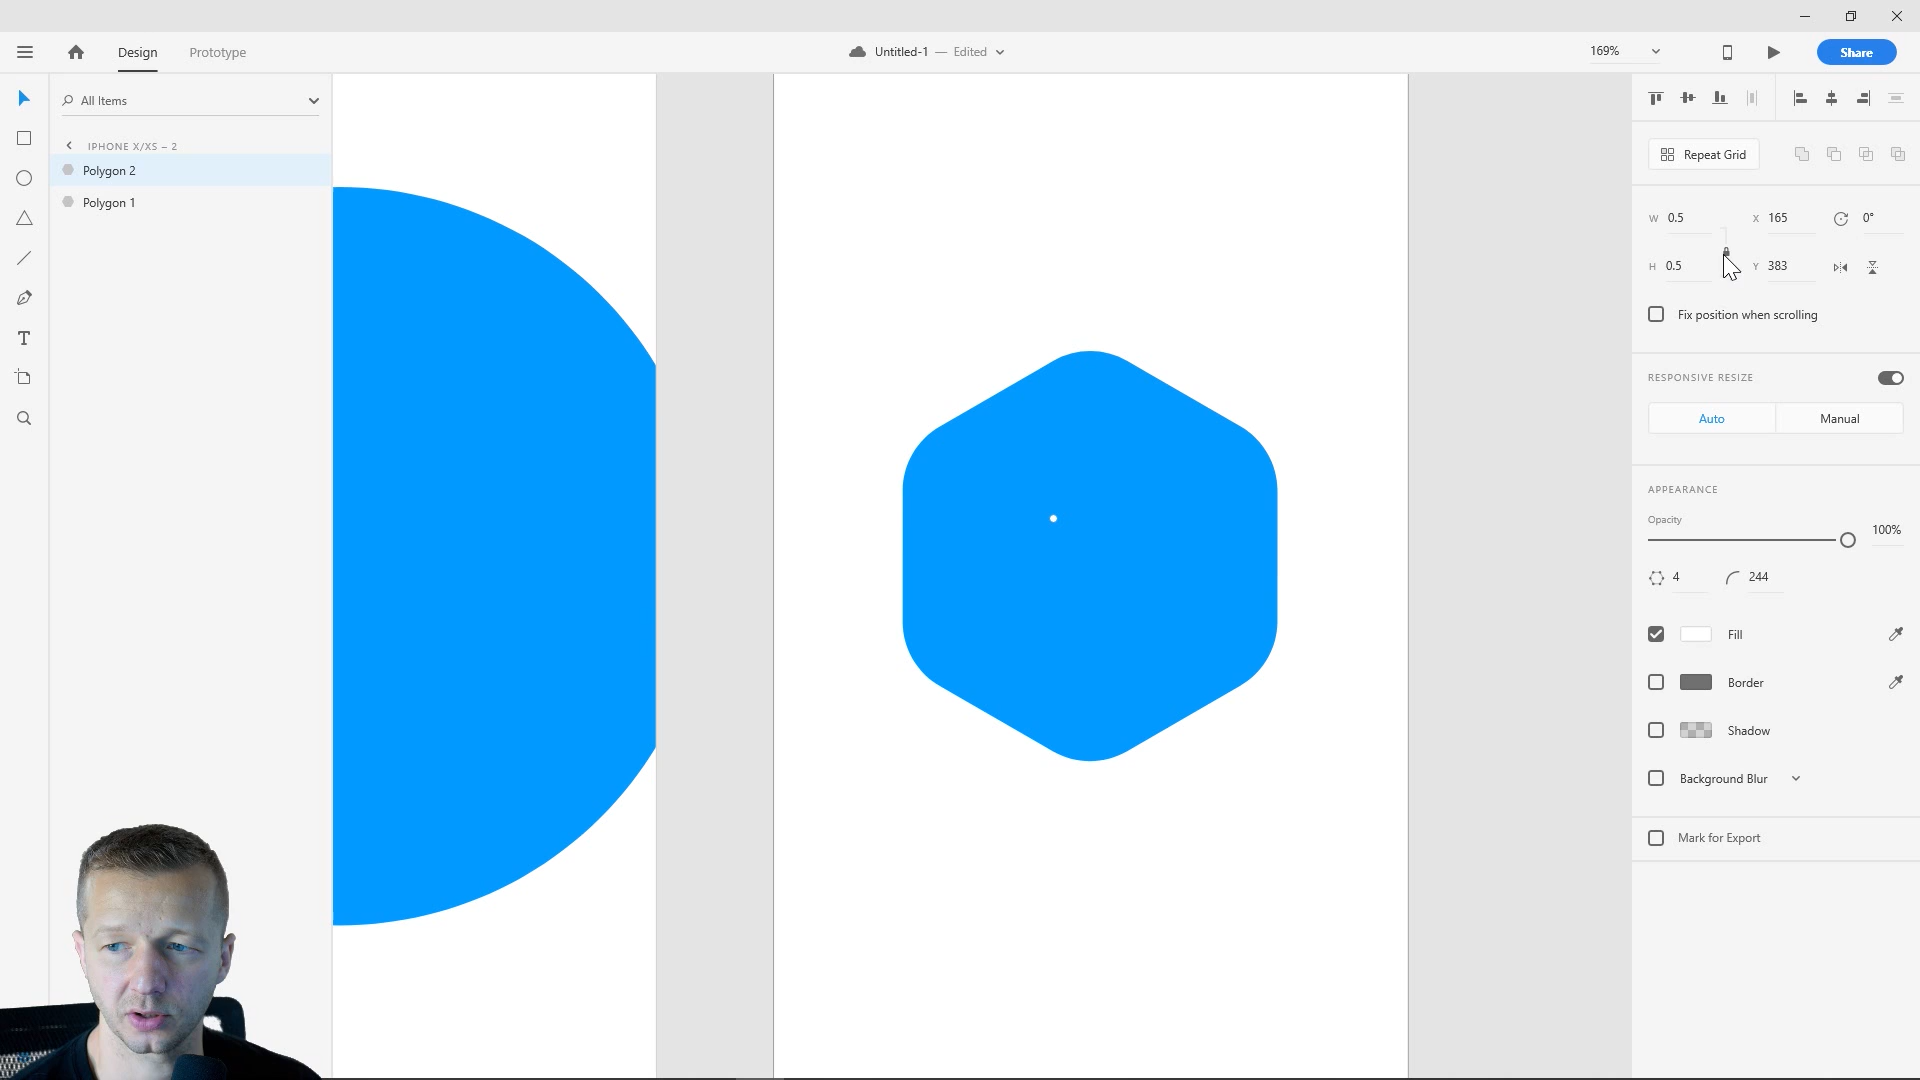 Design
Prototype
Untitled-1 — Edited
169%
Share
All Items
IPHONE X/XS – 2
Polygon 2
Polygon 1
Repeat Grid
W 0.5
X 165
0°
H 0.5
Y 383
Fix position when scrolling
RESPONSIVE RESIZE
Auto
Manual
APPEARANCE
Opacity
100%
4
244
Fill
Border
Shadow
Background Blur
Mark for Export
T